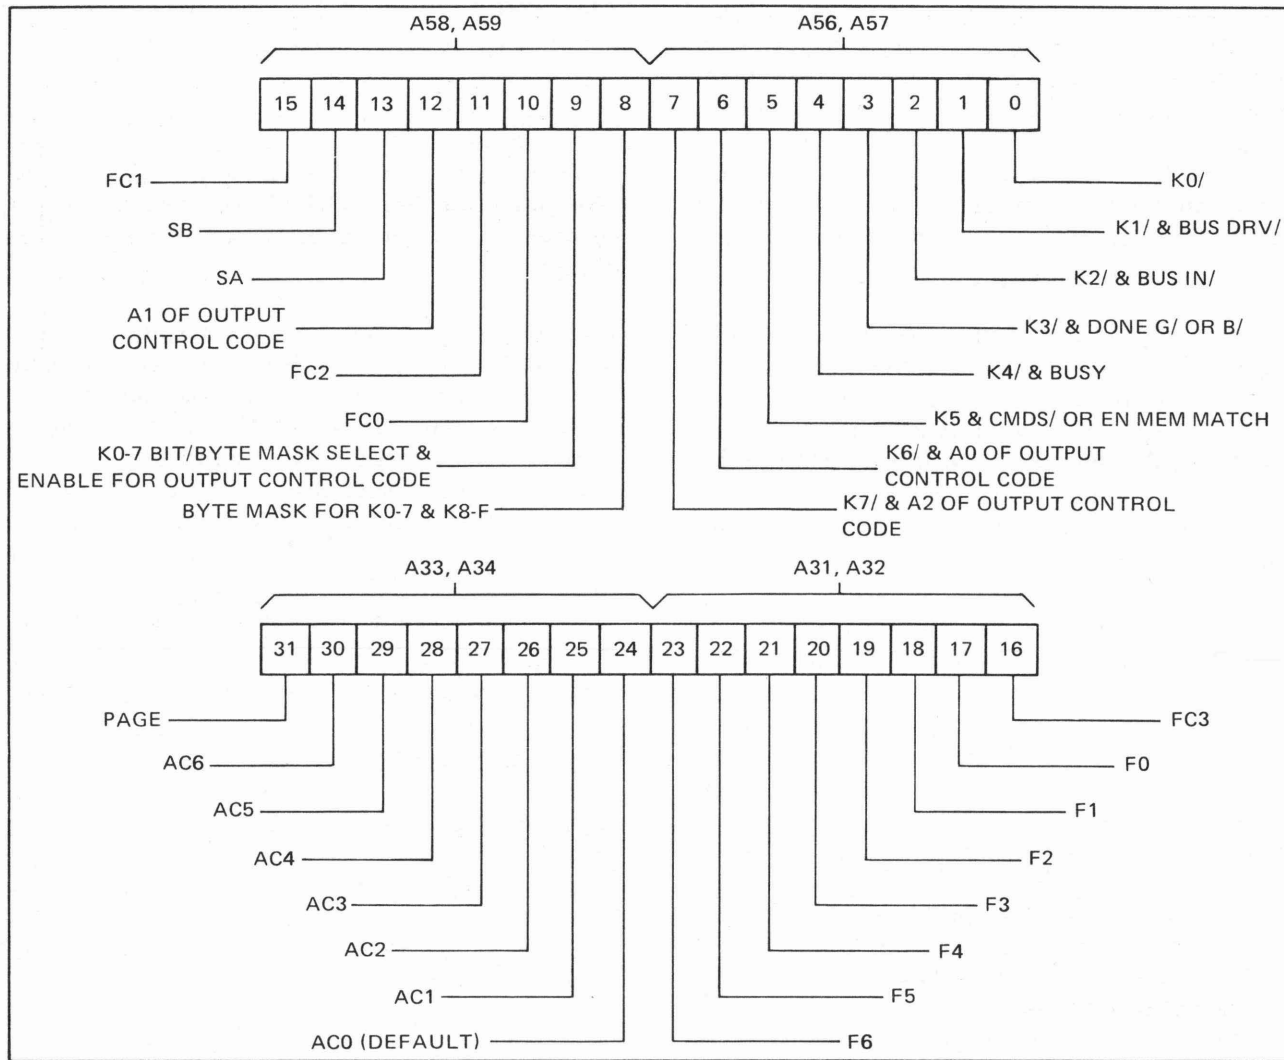 A58, A59
A56, A57
15 14 13 12 11 10 9 8 7 6 5 4 3 2 1 0
FC1
K0/
SB
K1/ & BUS DRV/
SA
K2/ & BUS IN/
A1 OF OUTPUT
CONTROL CODE
K3/ & DONE G/ OR B/
FC2
K4/ & BUSY
FC0
K5 & CMDS/ OR EN MEM MATCH
K0-7 BIT/BYTE MASK SELECT &
ENABLE FOR OUTPUT CONTROL CODE
K6/ & A0 OF OUTPUT
CONTROL CODE
BYTE MASK FOR K0-7 & K8-F
K7/ & A2 OF OUTPUT CONTROL
CODE
A33, A34
A31, A32
31 30 29 28 27 26 25 24 23 22 21 20 19 18 17 16
PAGE
FC3
AC6
F0
AC5
F1
AC4
F2
AC3
F3
AC2
F4
AC1
F5
AC0 (DEFAULT)
F6